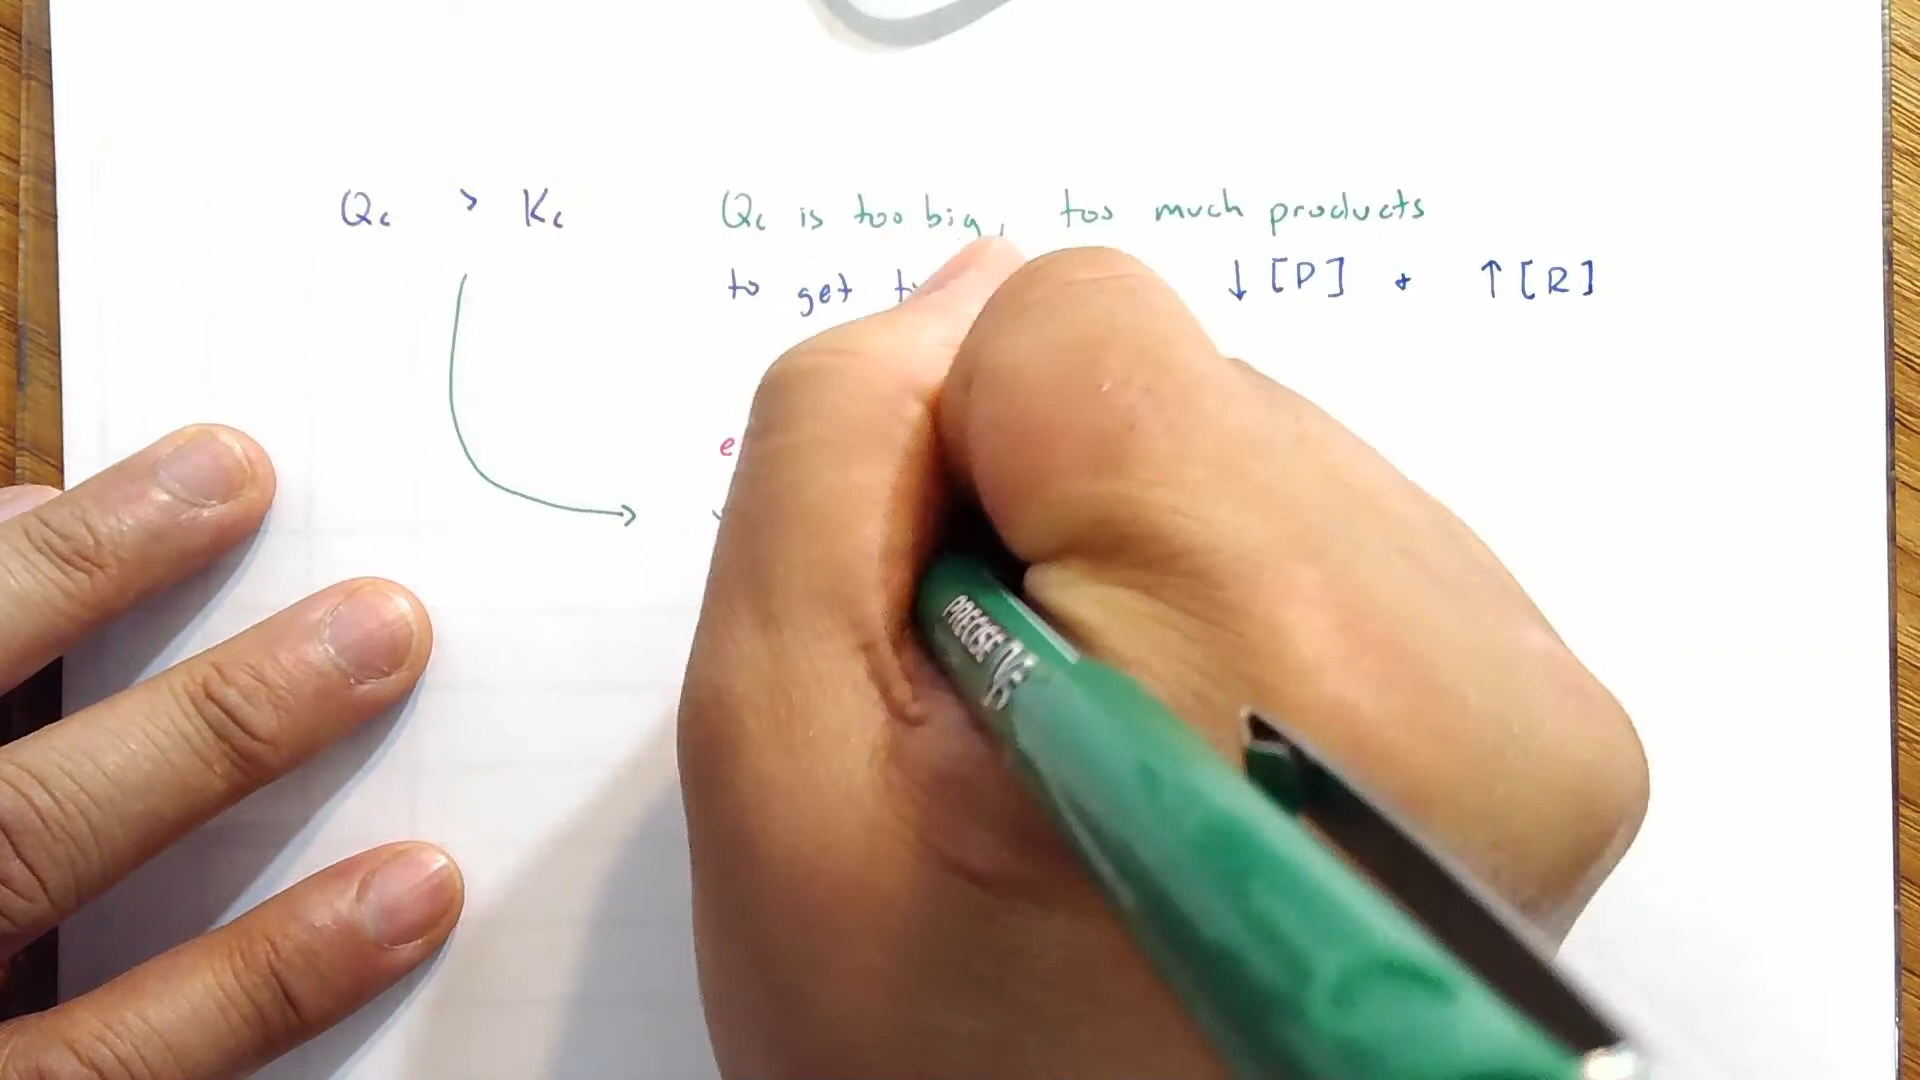 Qc > Kc Qc is too big, too much products
to get ↓ [P] + ↑ [R]
PRECISE V5